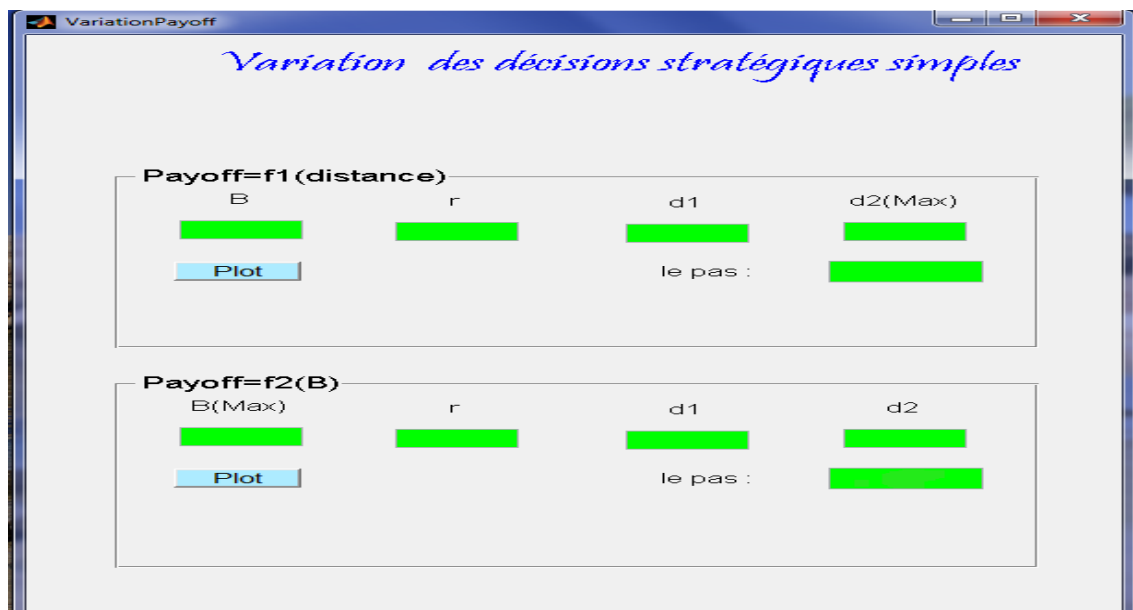 VariationPayoff
Variation des décisions stratégiques simples
Payoff=f1(distance)
B r d1 d2(Max)
Plot le pas :
Payoff=f2(B)
B(Max) r d1 d2
Plot le pas :